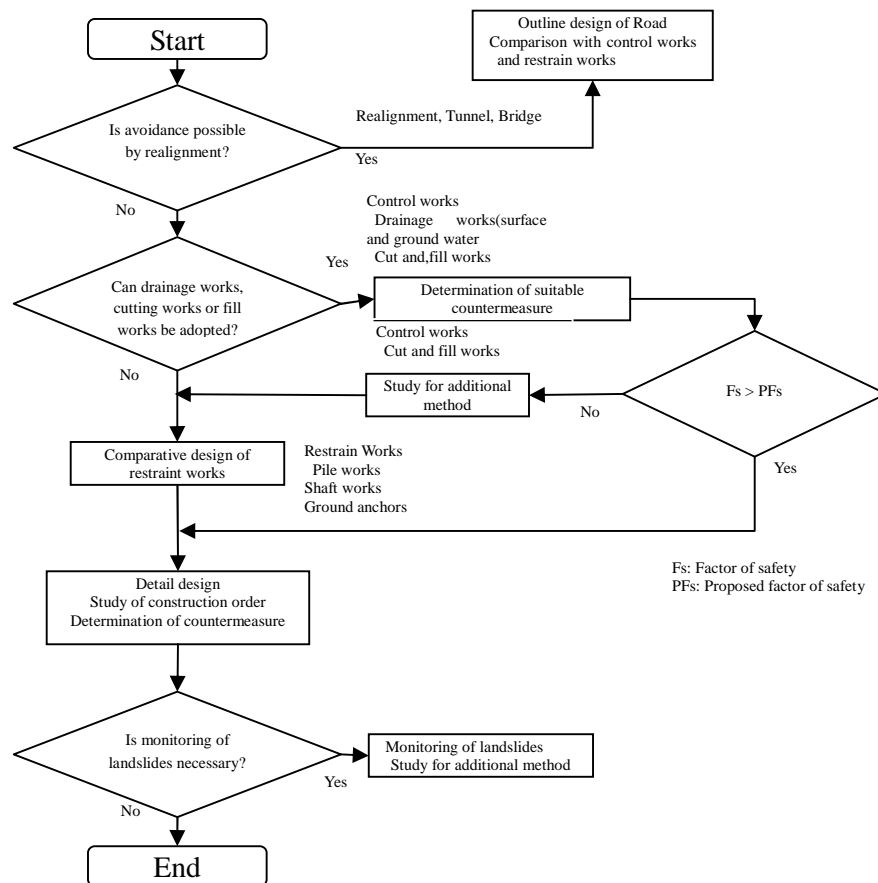 Start
Outline design of Road
Comparison with control works
and restrain works
Is avoidance possible
by realignment?
Realignment, Tunnel, Bridge
Yes
No
Control works
Drainage works(surface
and ground water
Cut and,fill works
Yes
Can drainage works,
cutting works or fill
works be adopted?
Determination of suitable
countermeasure
Control works
Cut and fill works
No
Study for additional
method
No
Fs > PFs
Yes
Comparative design of
restraint works
Restrain Works
Pile works
Shaft works
Ground anchors
Fs: Factor of safety
PFs: Proposed factor of safety
Detail design
Study of construction order
Determination of countermeasure
Is monitoring of
landslides necessary?
Yes
Monitoring of landslides
Study for additional method
No
End